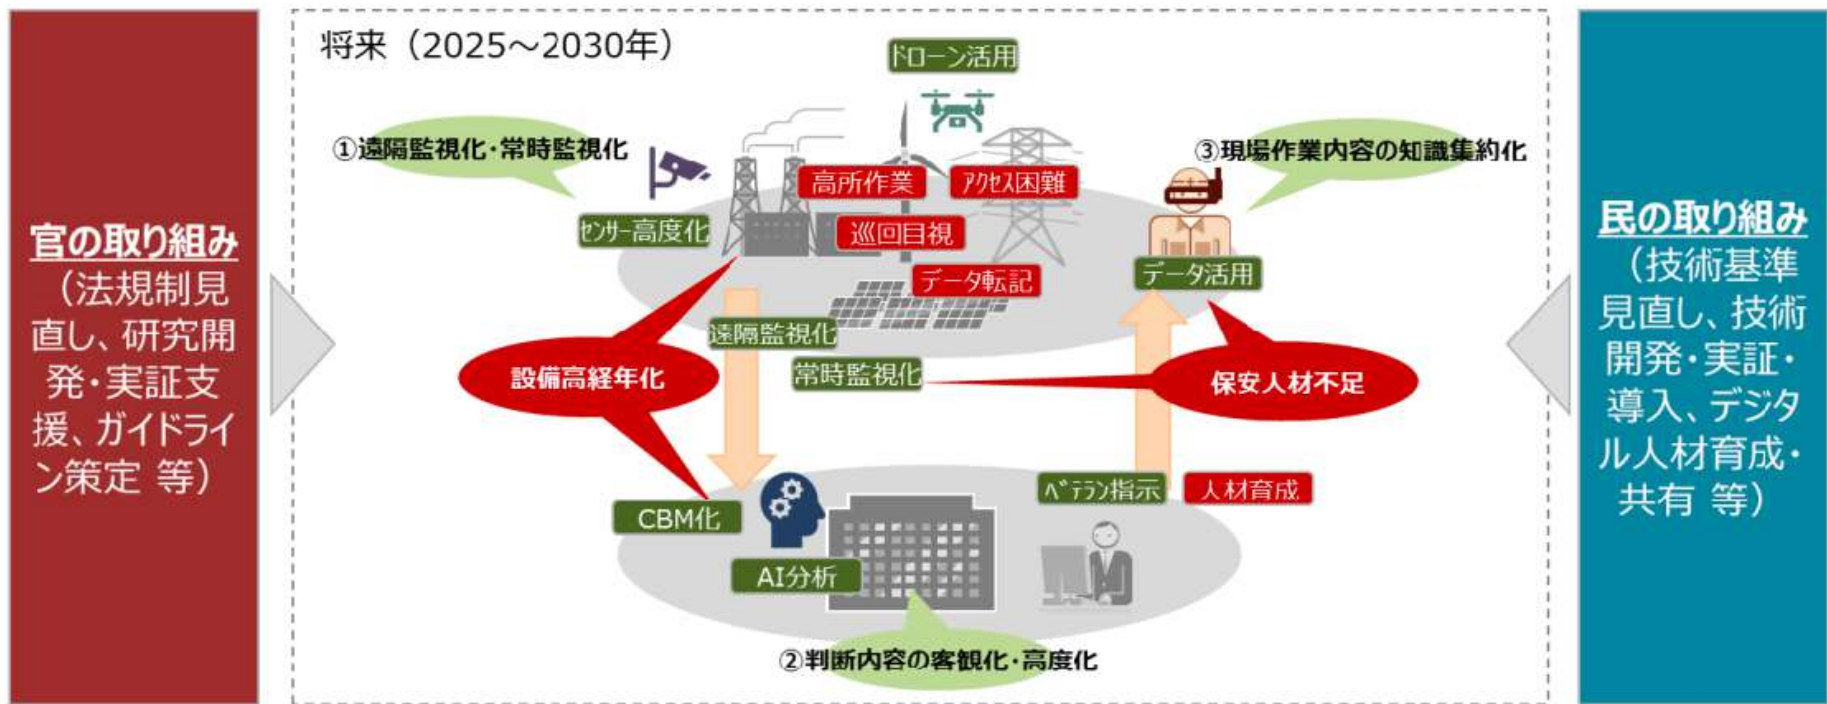 官の取り組み
（法規制見
直し、研究開
発・実証支
援、ガイドライ
ン策定 等）
将来（2025～2030年）
ドローン活用
①遠隔監視化・常時監視化
③現場作業内容の知識集約化
高所作業
ｱｸｾｽ困難
ｾﾝｻｰ高度化
巡回目視
データ転記
データ活用
遠隔監視化
常時監視化
設備高経年化
保安人材不足
CBM化
ﾍﾞﾃﾗﾝ指示
人材育成
AI分析
②判断内容の客観化・高度化
民の取り組み
（技術基準
見直し、技術
開発・実証・
導入、デジタ
ル人材育成・
共有 等）